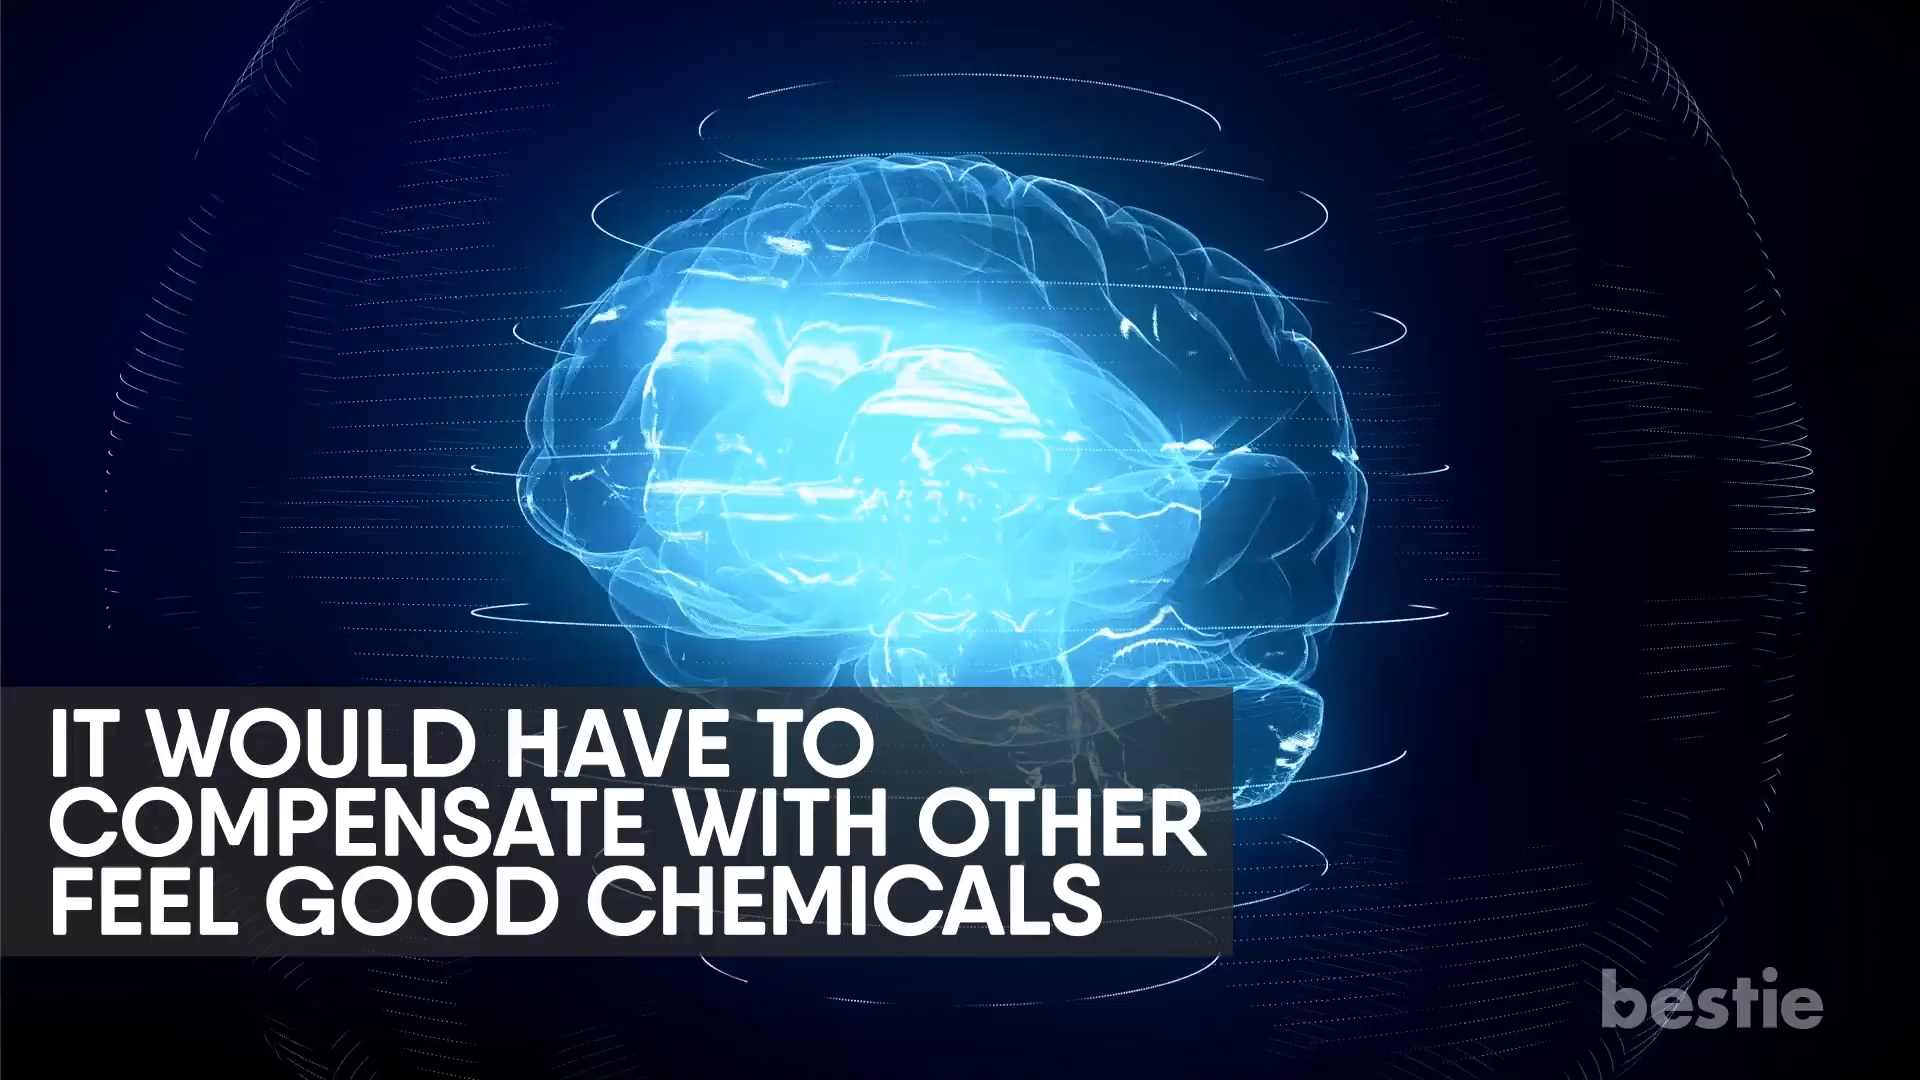 IT WOULD HAVE TO
COMPENSATE WITH OTHER
FEEL GOOD CHEMICALS
bestie